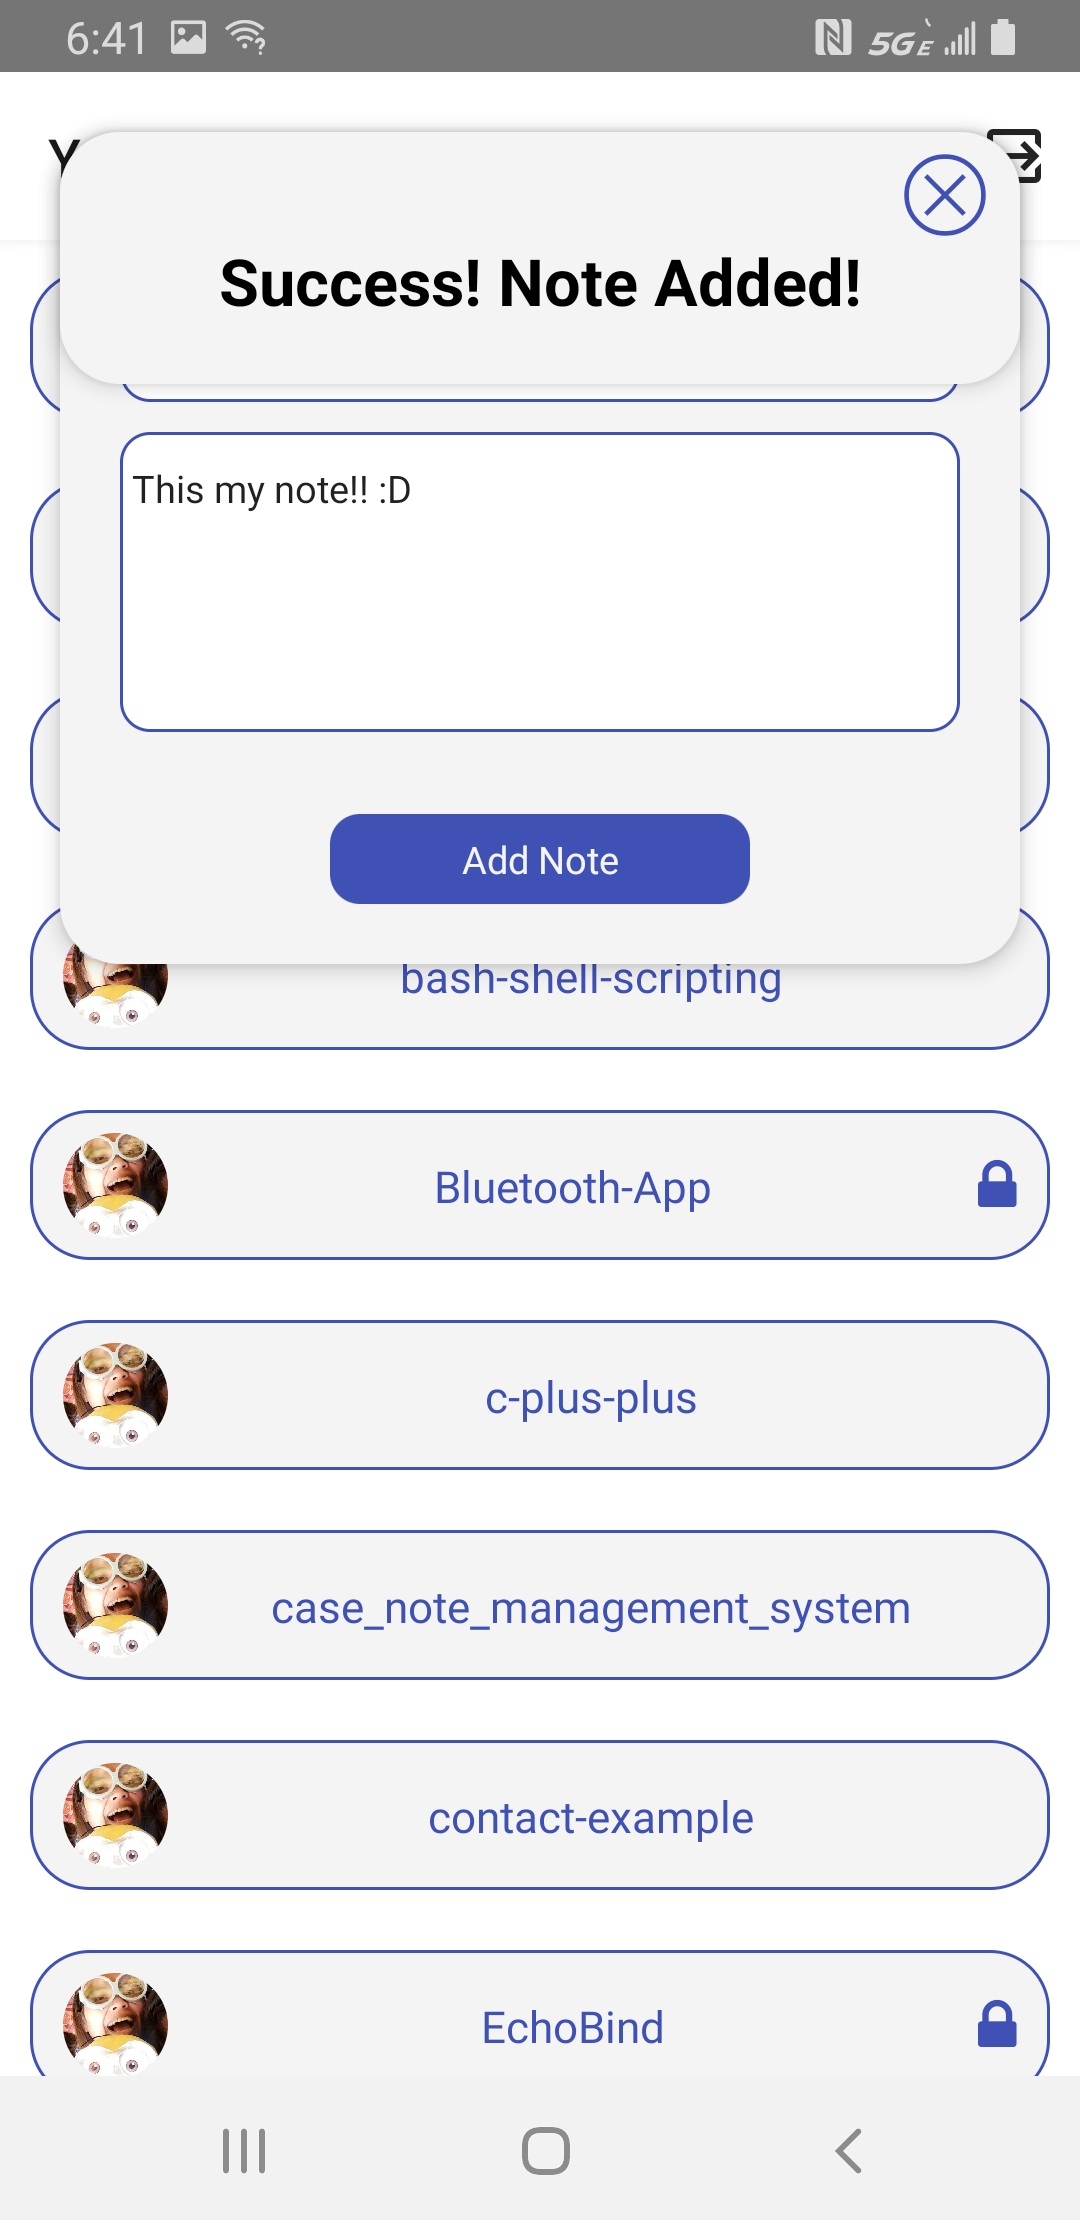 6:41 5G E
Y
Success! Note Added!
This my note!! :D
Add Note
bash-shell-scripting
Bluetooth-App
c-plus-plus
case_note_management_system
contact-example
EchoBind